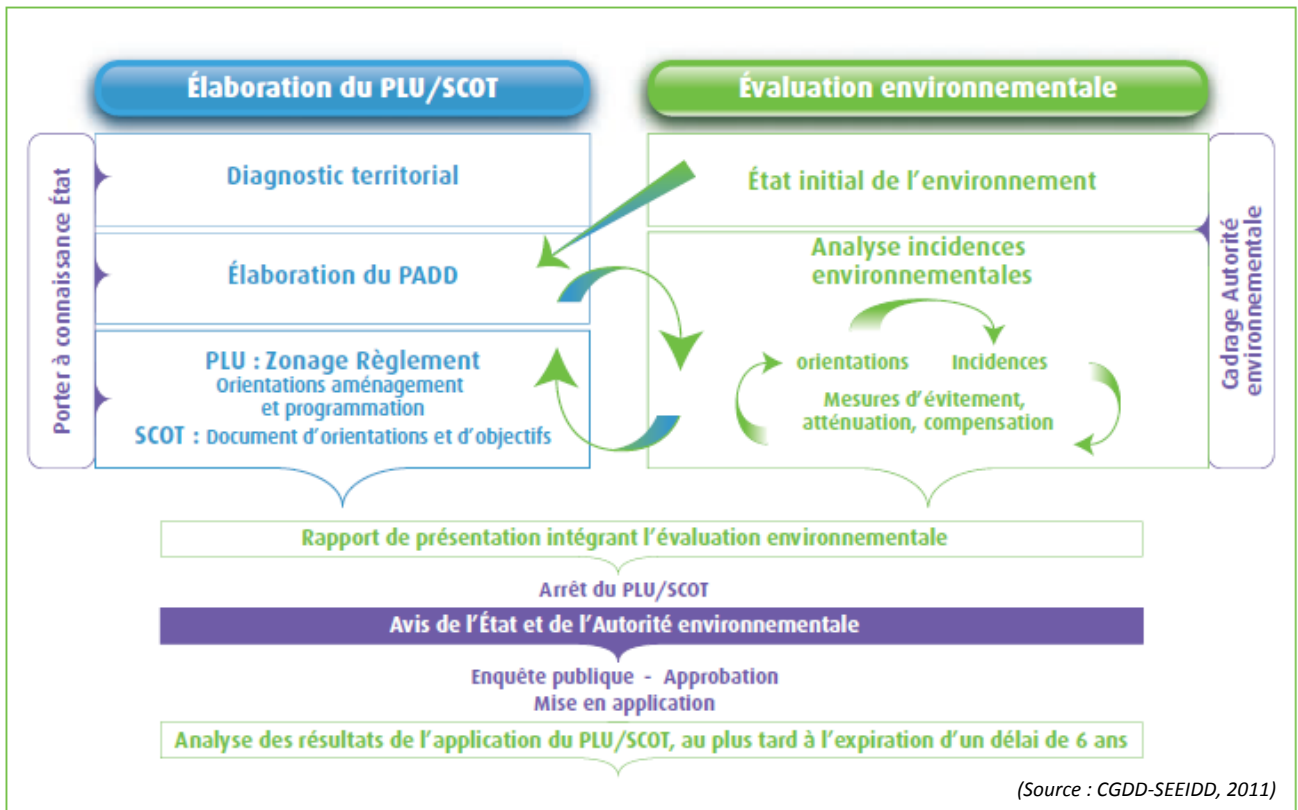 Élaboration du PLU/SCOT
Évaluation environnementale
Porter à connaissance État
Diagnostic territorial
Élaboration du PADD
PLU : Zonage Règlement
Orientations aménagement
et programmation
SCOT : Document d'orientations et d'objectifs
État initial de l'environnement
Analyse incidences
environnementales
orientations
Incidences
Mesures d'évitement,
atténuation, compensation
Cadrage Autorité
environnementale
Rapport de présentation intégrant l'évaluation environnementale
Arrêt du PLU/SCOT
Avis de l'État et de l'Autorité environnementale
Enquête publique - Approbation
Mise en application
Analyse des résultats de l'application du PLU/SCOT, au plus tard à l'expiration d'un délai de 6 ans
(Source : CGDD-SEEIDD, 2011)